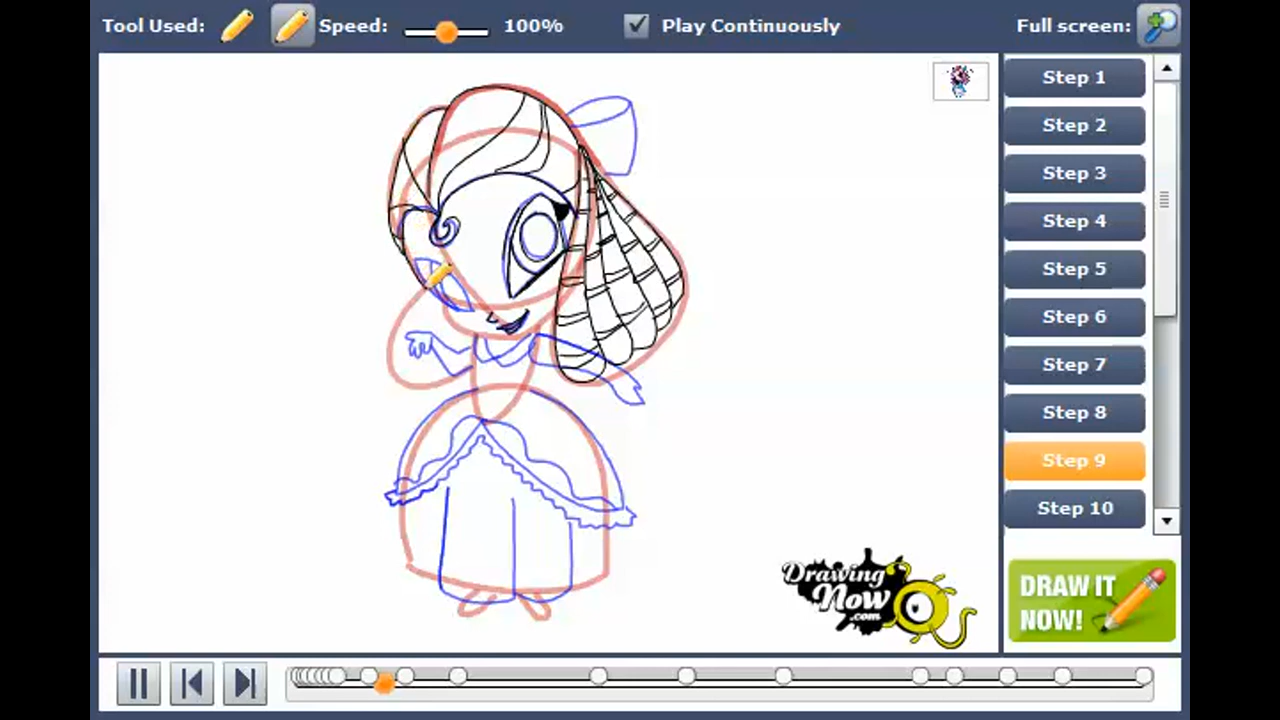 Tool Used:
Speed:
100%
Play Continuously
Full screen:
Step 1
Step 2
Step 3
Step 4
Step 5
Step 6
Step 7
Step 8
Step 9
Step 10
Drawing
Now
.com
DRAW IT
NOW!